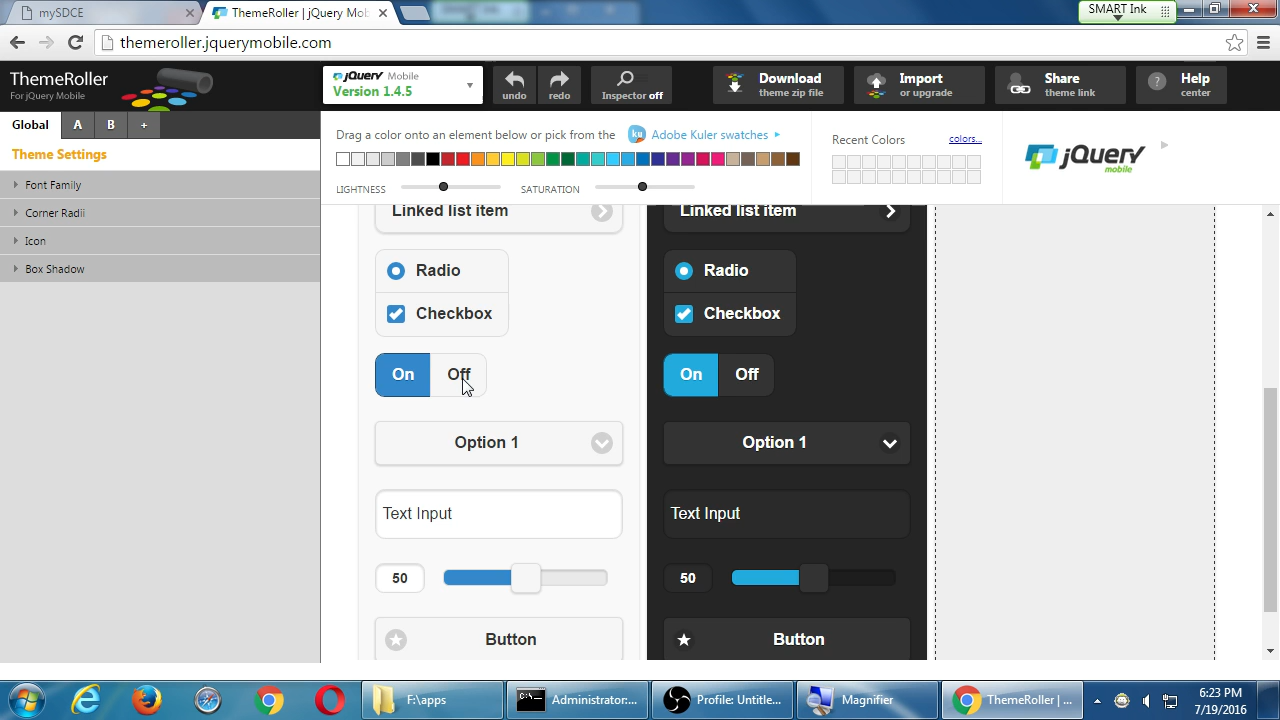 mySDCE
ThemeRoller | jQuery Mob
SMART Ink
themeroller.jquerymobile.com
ThemeRoller
For jQuery Mobile
jQuery Mobile
Version 1.4.5
undo
redo
Inspector off
Download
theme zip file
Import
or upgrade
Share
theme link
?
Help
center
Global
A
B
+
Theme Settings
Font Family
Corner Radii
Icon
Box Shadow
Drag a color onto an element below or pick from the
ku
Adobe Kuler swatches
LIGHTNESS
SATURATION
Recent Colors
colors...
jQuery
mobile
Linked list item
Linked list item
Radio
Radio
Checkbox
Checkbox
On
Off
On
Off
Option 1
Option 1
Text Input
Text Input
50
50
Button
Button
F:\apps
Administrator:...
Profile: Untitle...
Magnifier
ThemeRoller | ...
6:23 PM
7/19/2016